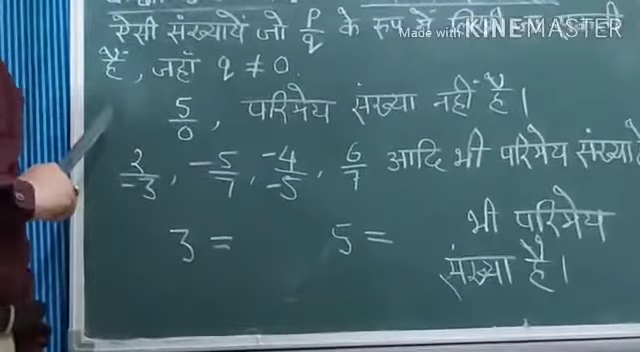 Made with KINEMASTER
ऐसी संख्यायें जो p/q के रूप में
हैं, जहाँ q ≠ 0.
5/0, परिमेय संख्या नहीं है।
2/-3, -5/7, -4/-5, 6/7 आदि भी परिमेय संख्या
3 = 5 = भी परिमेय
संख्या है।